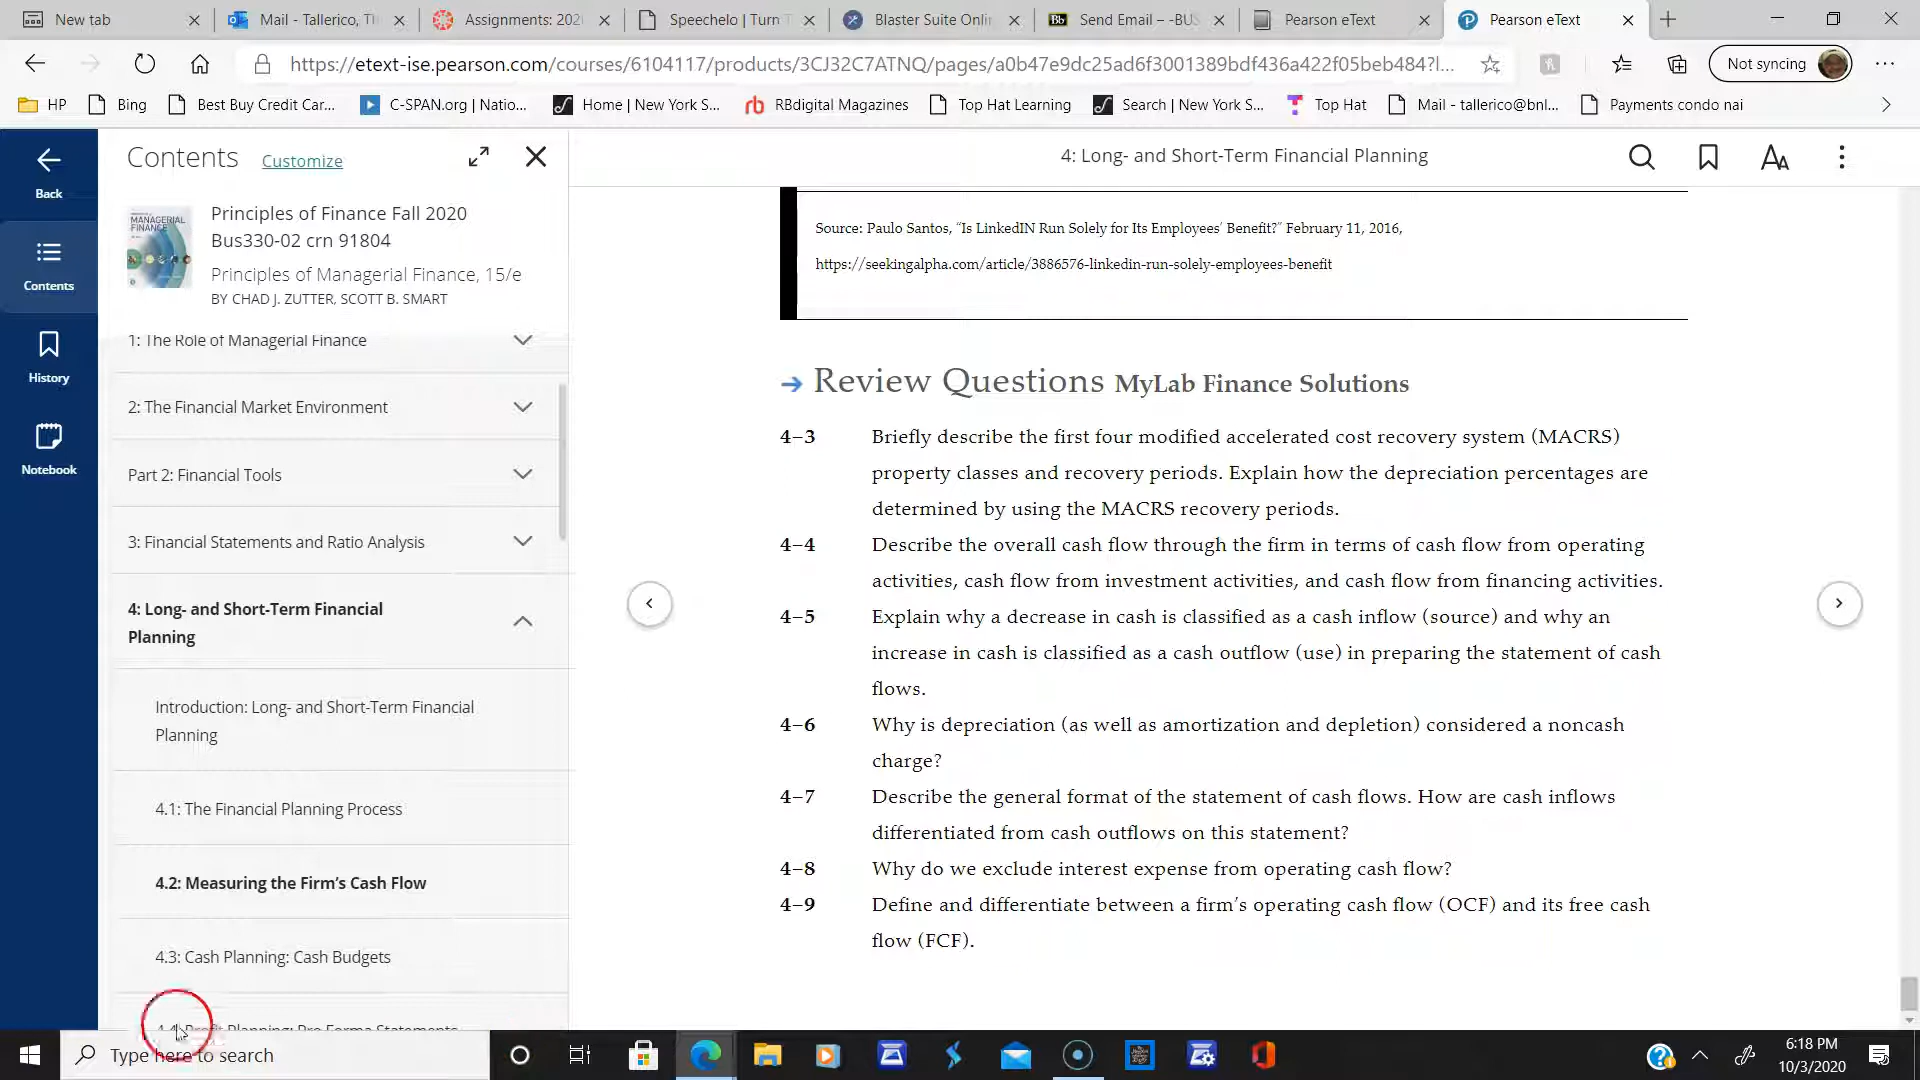 New tab
Mail - Tallerico, Th
Assignments: 202
Speechelo | Turn T
Blaster Suite Onlin
Bb Send Email – -BUS
Pearson eText
Pearson eText
https://etext-ise.pearson.com/courses/6104117/products/3CJ32C7ATNQ/pages/a0b47e9dc25ad6f3001389bdf436a422f05beb484?l...
Not syncing
HP
Bing
Best Buy Credit Car...
C-SPAN.org | Natio...
Home | New York S...
RBdigital Magazines
Top Hat Learning
Search | New York S...
Top Hat
Mail - tallerico@bnl...
Payments condo nai
Back
Contents
History
Notebook
Contents Customize
MANAGERIAL
FINANCE
Principles of Finance Fall 2020
Bus330-02 crn 91804
Principles of Managerial Finance, 15/e
BY CHAD J. ZUTTER, SCOTT B. SMART
1: The Role of Managerial Finance
2: The Financial Market Environment
Part 2: Financial Tools
3: Financial Statements and Ratio Analysis
4: Long- and Short-Term Financial
Planning
Introduction: Long- and Short-Term Financial
Planning
4.1: The Financial Planning Process
4.2: Measuring the Firm's Cash Flow
4.3: Cash Planning: Cash Budgets
4.4: Profit Planning: Pro Forma Statements
4: Long- and Short-Term Financial Planning
Source: Paulo Santos, “Is LinkedIN Run Solely for Its Employees’ Benefit?” February 11, 2016,
https://seekingalpha.com/article/3886576-linkedin-run-solely-employees-benefit
→ Review Questions MyLab Finance Solutions
4–3 Briefly describe the first four modified accelerated cost recovery system (MACRS)
property classes and recovery periods. Explain how the depreciation percentages are
determined by using the MACRS recovery periods.
4–4 Describe the overall cash flow through the firm in terms of cash flow from operating
activities, cash flow from investment activities, and cash flow from financing activities.
4–5 Explain why a decrease in cash is classified as a cash inflow (source) and why an
increase in cash is classified as a cash outflow (use) in preparing the statement of cash
flows.
4–6 Why is depreciation (as well as amortization and depletion) considered a noncash
charge?
4–7 Describe the general format of the statement of cash flows. How are cash inflows
differentiated from cash outflows on this statement?
4–8 Why do we exclude interest expense from operating cash flow?
4–9 Define and differentiate between a firm’s operating cash flow (OCF) and its free cash
flow (FCF).
Type here to search
6:18 PM
10/3/2020